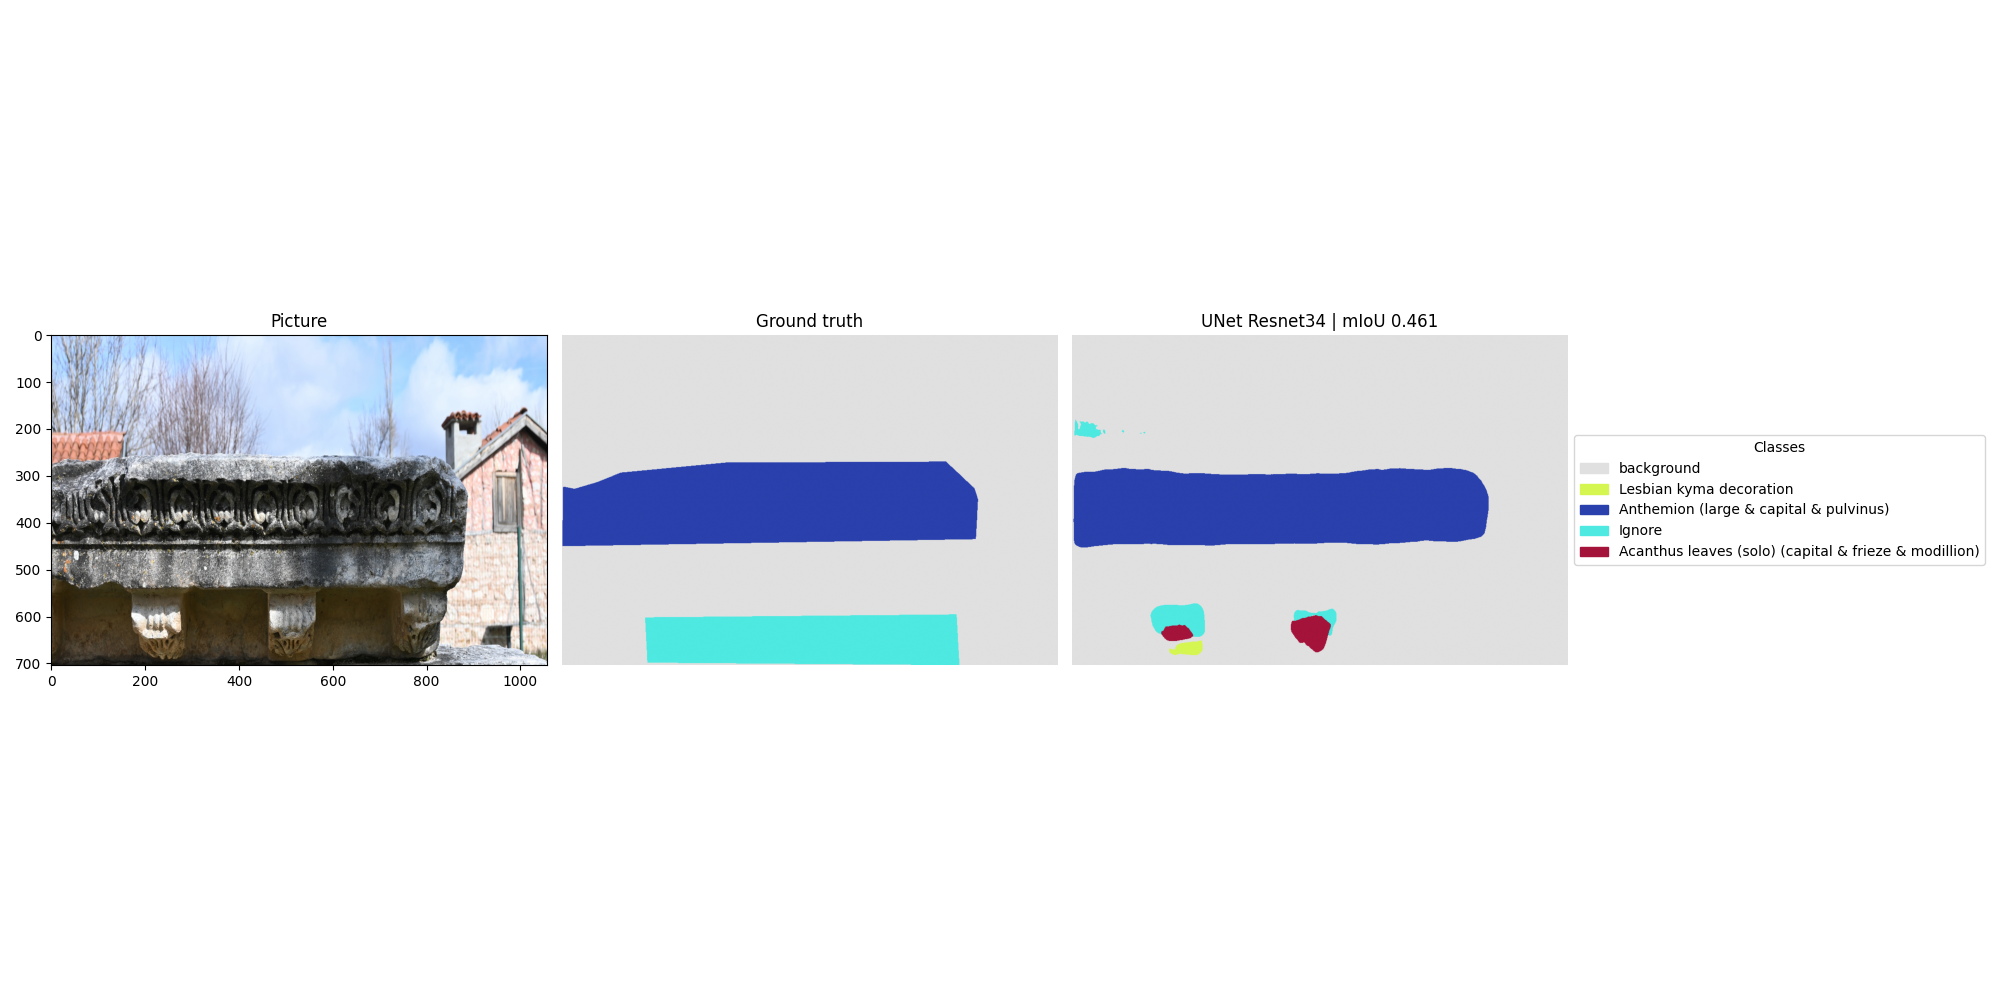 Picture
Ground truth
UNet Resnet34 | mIoU 0.461
0
100
200
300
400
500
600
700
0 200 400 600 800 1000
Classes
background
Lesbian kyma decoration
Anthemion (large & capital & pulvinus)
Ignore
Acanthus leaves (solo) (capital & frieze & modillion)